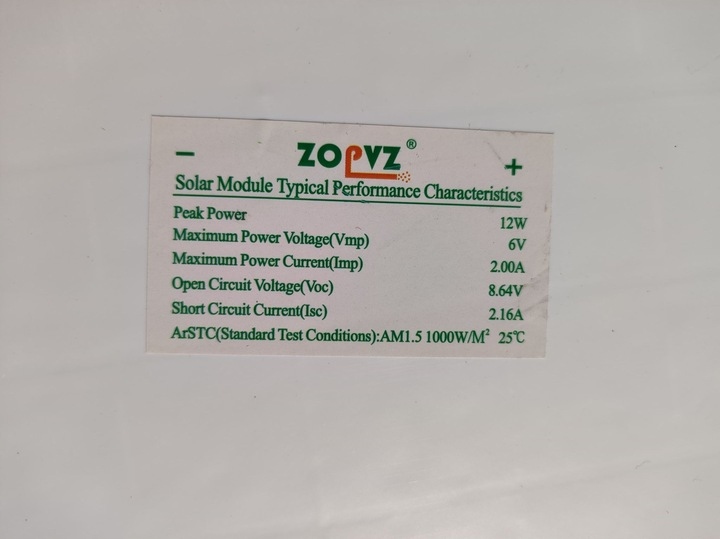 − ZOPVZ® +
Solar Module Typical Performance Characteristics
Peak Power 12W
Maximum Power Voltage(Vmp) 6V
Maximum Power Current(Imp) 2.00A
Open Circuit Voltage(Voc) 8.64V
Short Circuit Current(Isc) 2.16A
ArSTC(Standard Test Conditions):AM1.5 1000W/M² 25℃